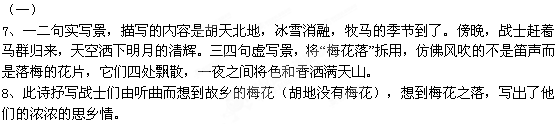 (一)
7、一二句实写景，描写的内容是胡天北地，冰雪消融，牧马的季节到了。傍晚，战士赶着
马群归来，天空洒下明月的清辉。三四句虚写景，将“梅花落”拆用，仿佛风吹的不是笛声而
是落梅的花片，它们四处飘散，一夜之间将色和香洒满天山。
8、此诗抒写战士们由听曲而想到故乡的梅花（胡地没有梅花），想到梅花之落，写出了他
们的浓浓的思乡情。